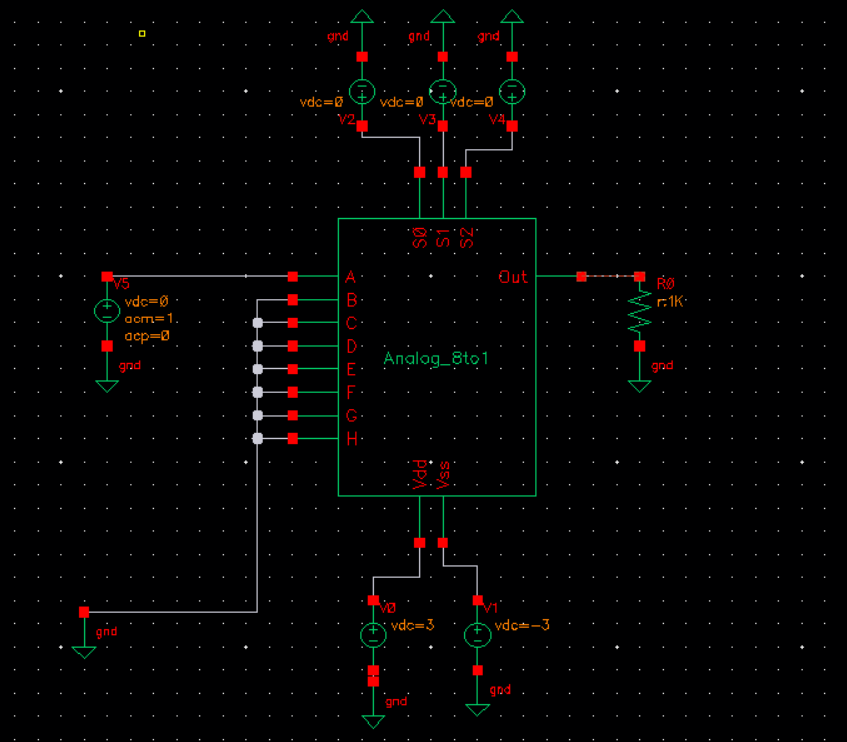 gnd gnd gnd
vdc=0 vdc=0 vdc=0
V2 V3 V4
S0 S1 S2
V5
vdc=0
acm=1
acp=0
gnd
A
B
C
D
E
F
G
H
Analog_8to1
Out
R0
r:1K
gnd
Vdd Vss
gnd
V0
vdc=3
V1
vdc=-3
gnd
gnd